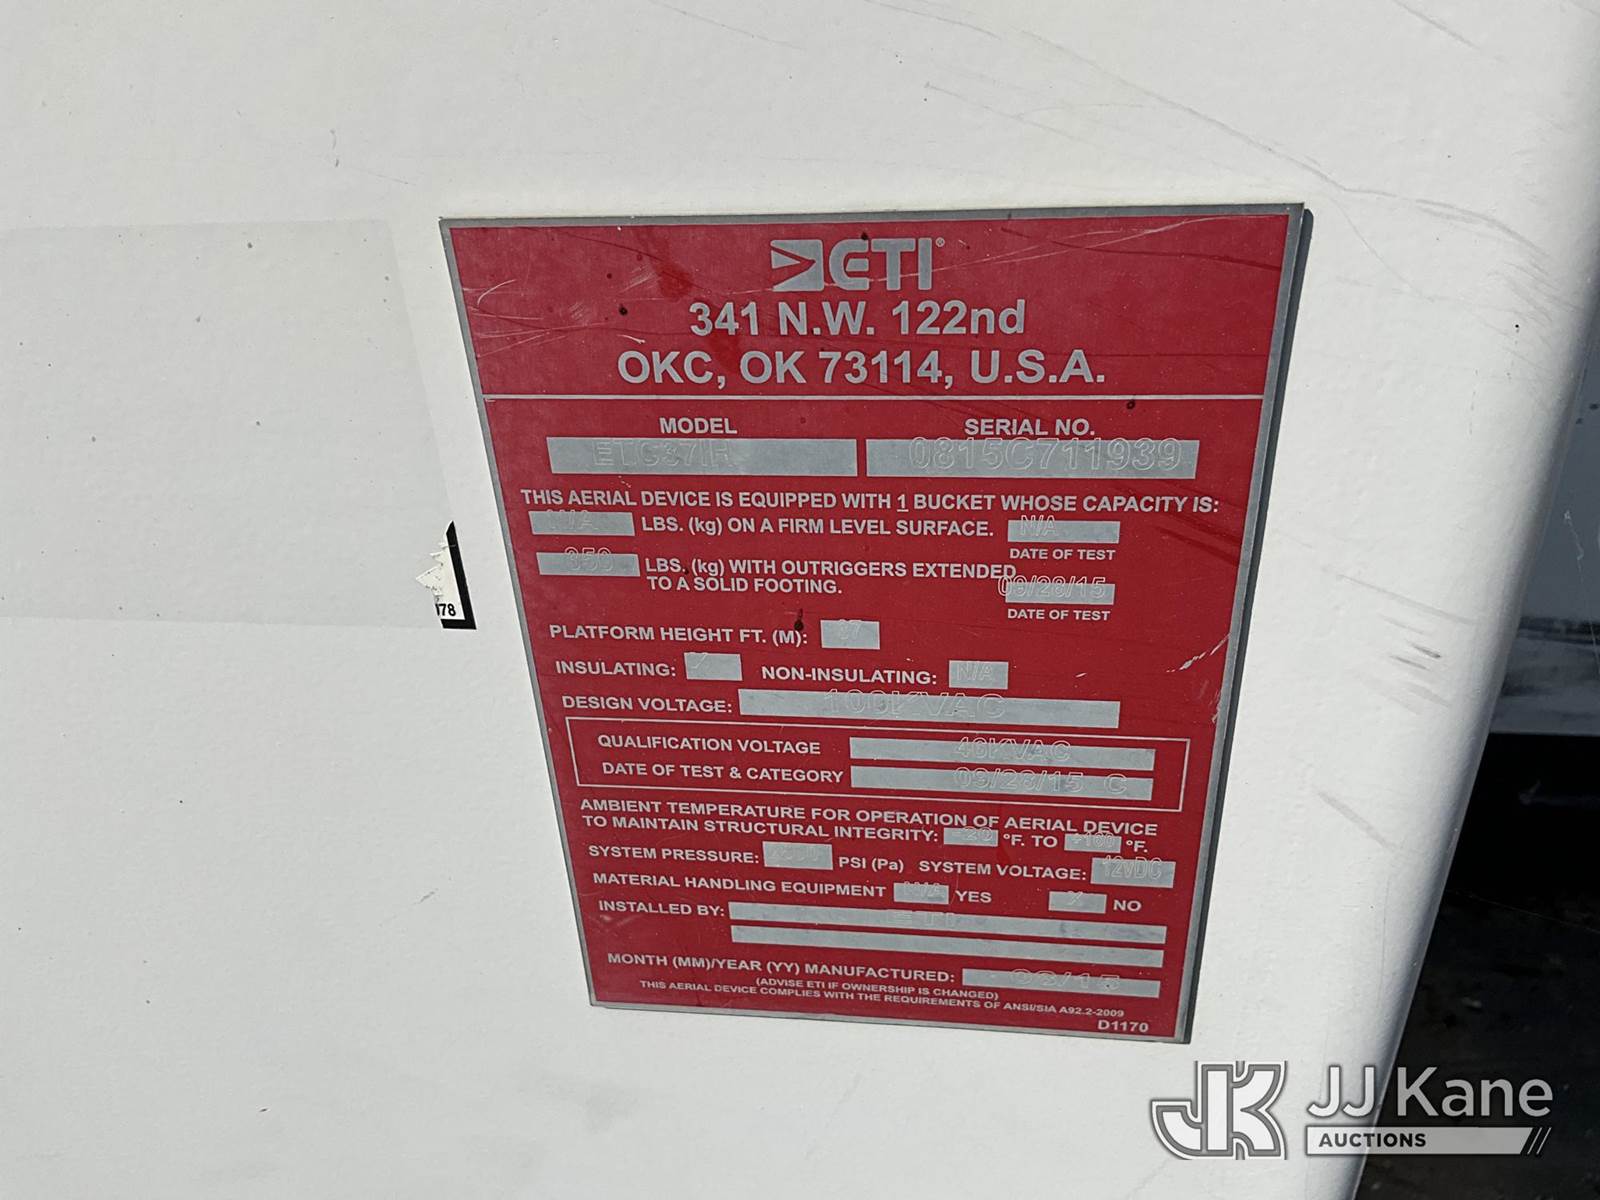 ETI®
341 N.W. 122nd
OKC, OK 73114, U.S.A.
MODEL SERIAL NO.
ETC37IH 0815C711939
THIS AERIAL DEVICE IS EQUIPPED WITH 1 BUCKET WHOSE CAPACITY IS:
N/A LBS. (kg) ON A FIRM LEVEL SURFACE. N/A
DATE OF TEST
350 LBS. (kg) WITH OUTRIGGERS EXTENDED
TO A SOLID FOOTING. 09/28/15
DATE OF TEST
PLATFORM HEIGHT FT. (M): 37
INSULATING: X NON-INSULATING: N/A
DESIGN VOLTAGE: 100KVAC
QUALIFICATION VOLTAGE 46KVAC
DATE OF TEST & CATEGORY 09/28/15 C
AMBIENT TEMPERATURE FOR OPERATION OF AERIAL DEVICE
TO MAINTAIN STRUCTURAL INTEGRITY: -20 °F. TO +160 °F.
SYSTEM PRESSURE: PSI (Pa) SYSTEM VOLTAGE: 12VDC
MATERIAL HANDLING EQUIPMENT N/A YES X NO
INSTALLED BY: ETI
MONTH (MM)/YEAR (YY) MANUFACTURED:
(ADVISE ETI IF OWNERSHIP IS CHANGED)
THIS AERIAL DEVICE COMPLIES WITH THE REQUIREMENTS OF ANSI/SIA A92.2-2009
D1170
JJ Kane
AUCTIONS